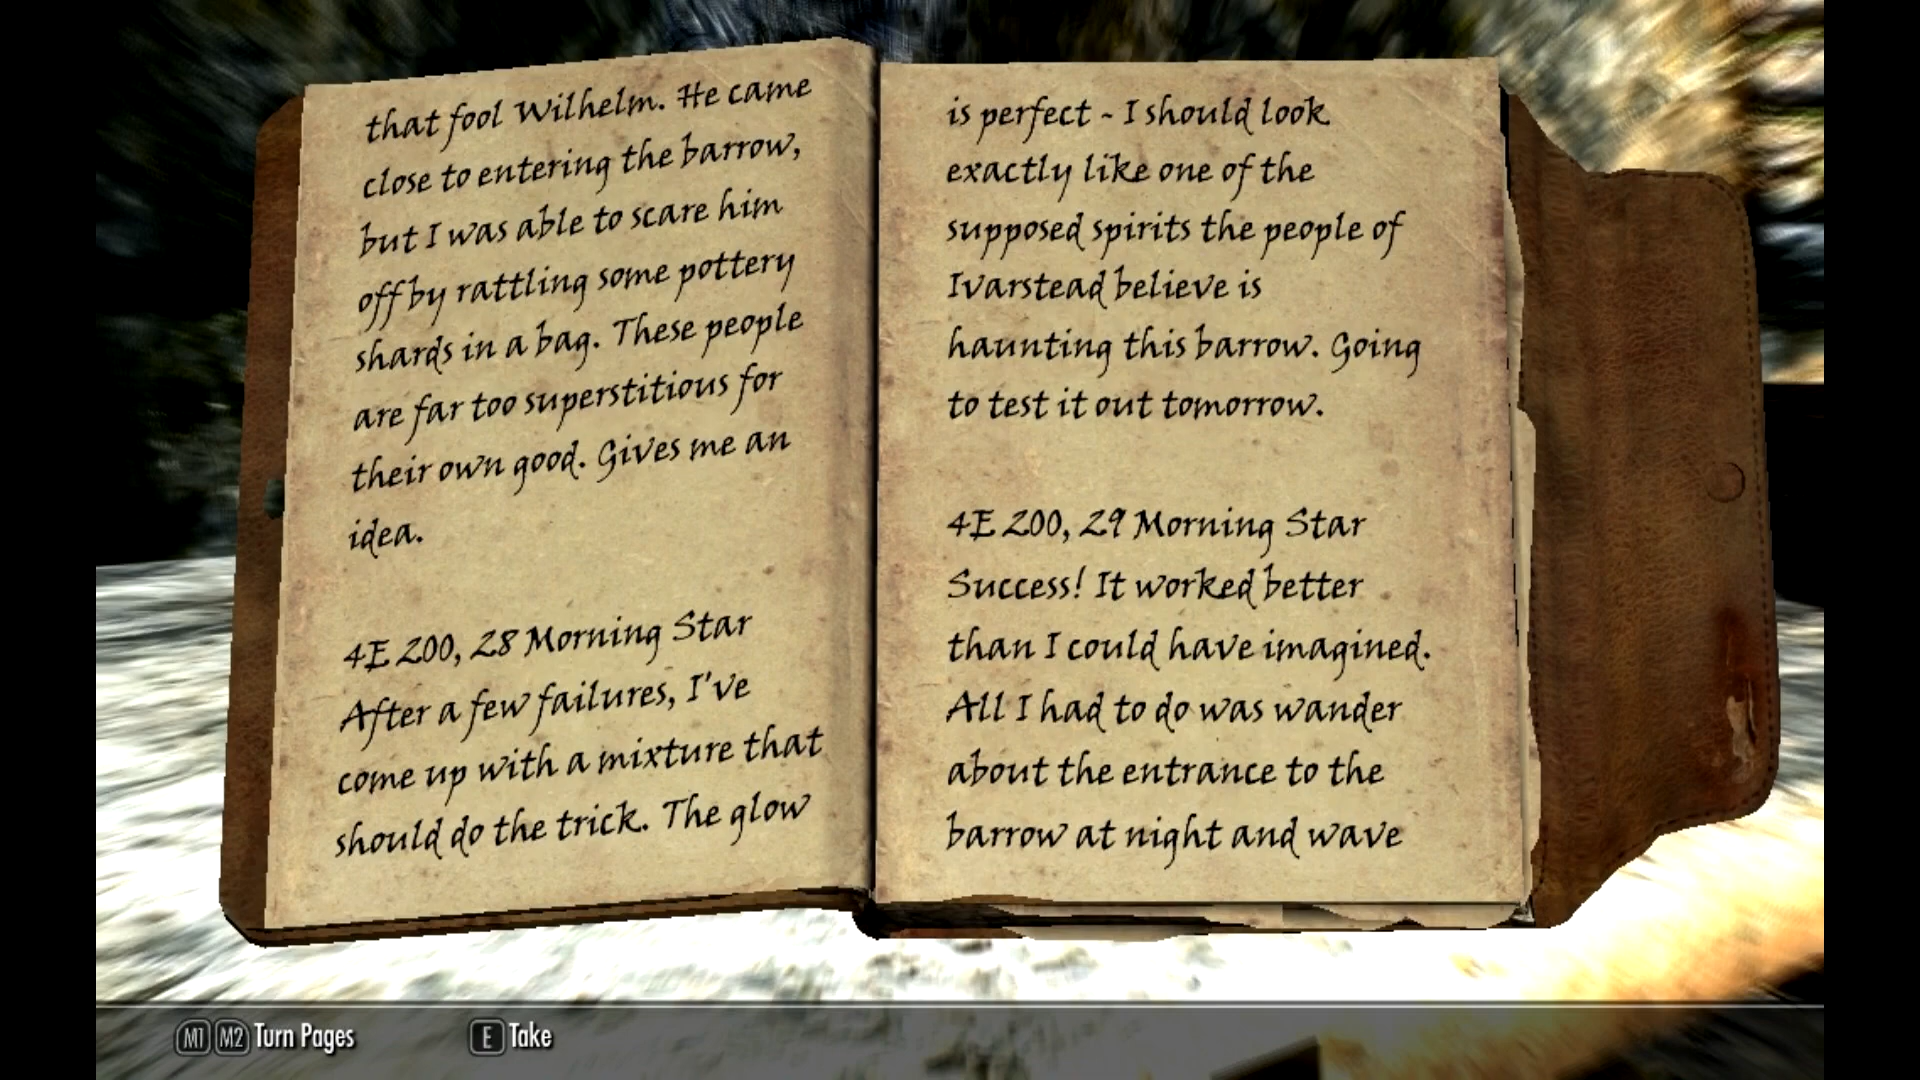 that fool Wilhelm. He came
close to entering the barrow,
but I was able to scare him
off by rattling some pottery
shards in a bag. These people
are far too superstitious for
their own good. Gives me an
idea.
4E 200, 28 Morning Star
After a few failures, I've
come up with a mixture that
should do the trick. The glow
is perfect - I should look
exactly like one of the
supposed spirits the people of
Ivarstead believe is
haunting this barrow. Going
to test it out tomorrow.
4E 200, 29 Morning Star
Success! It worked better
than I could have imagined.
All I had to do was wander
about the entrance to the
barrow at night and wave
M1 M2 Turn Pages E Take